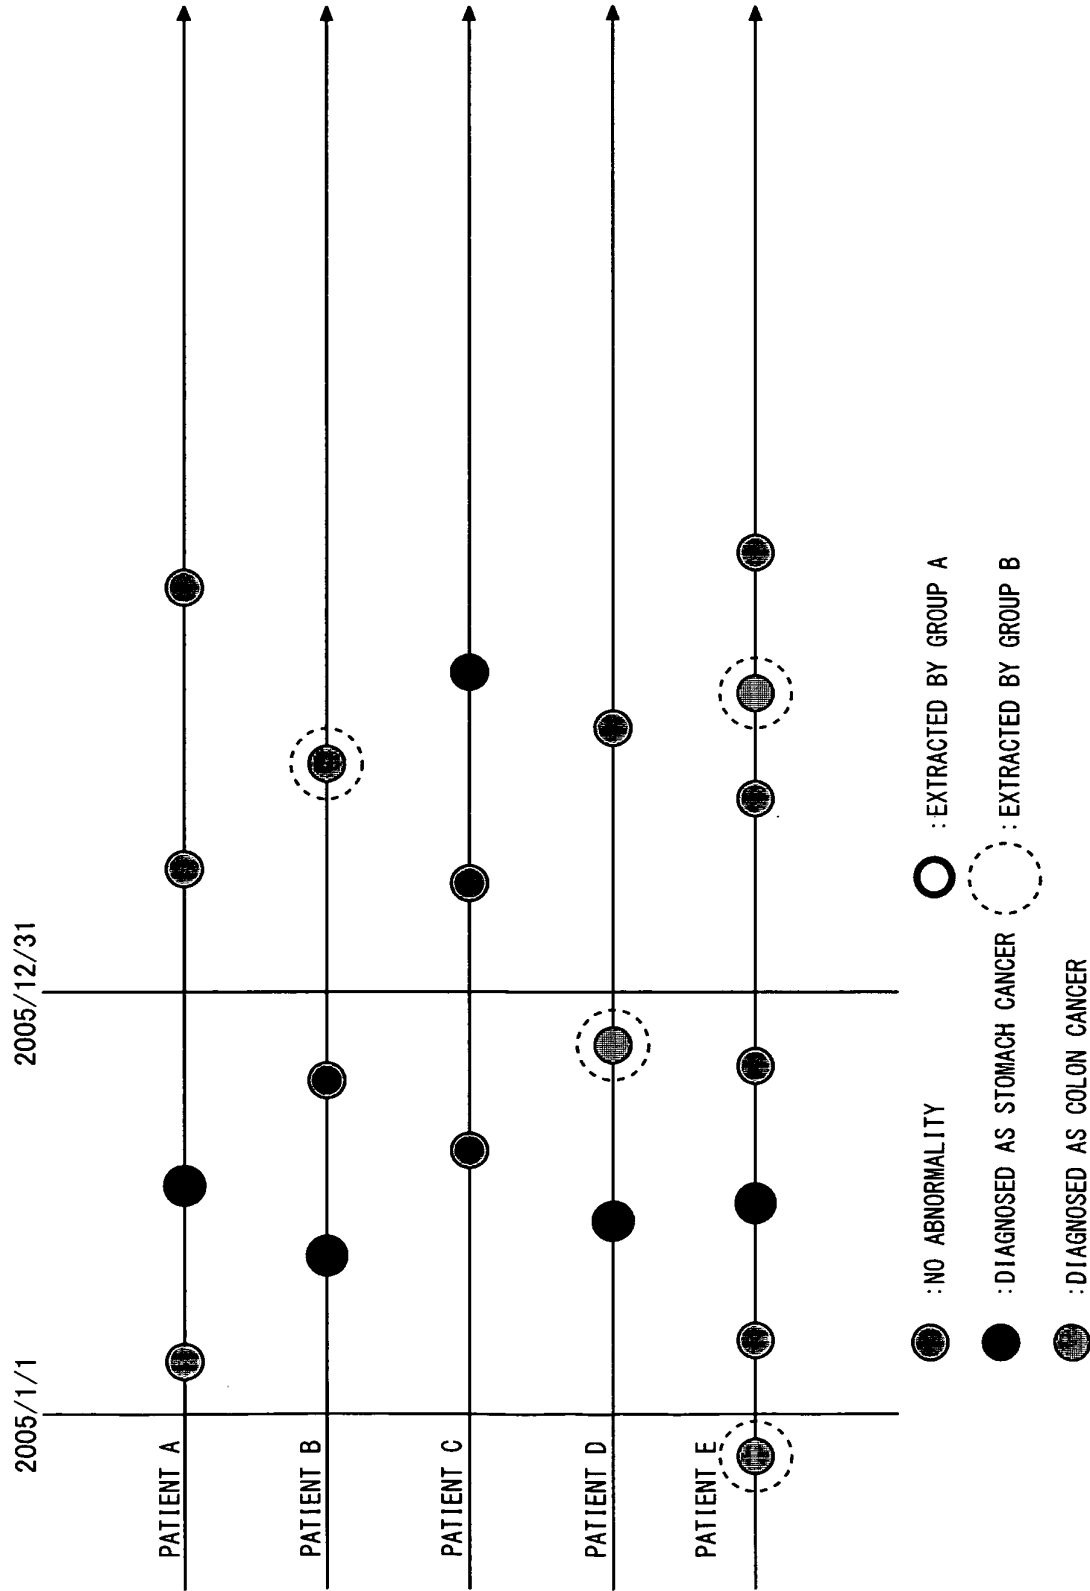 2005/1/1
2005/12/31
PATIENT A
PATIENT B
PATIENT C
PATIENT D
PATIENT E
:NO ABNORMALITY
:EXTRACTED BY GROUP A
:DIAGNOSED AS STOMACH CANCER
:EXTRACTED BY GROUP B
:DIAGNOSED AS COLON CANCER